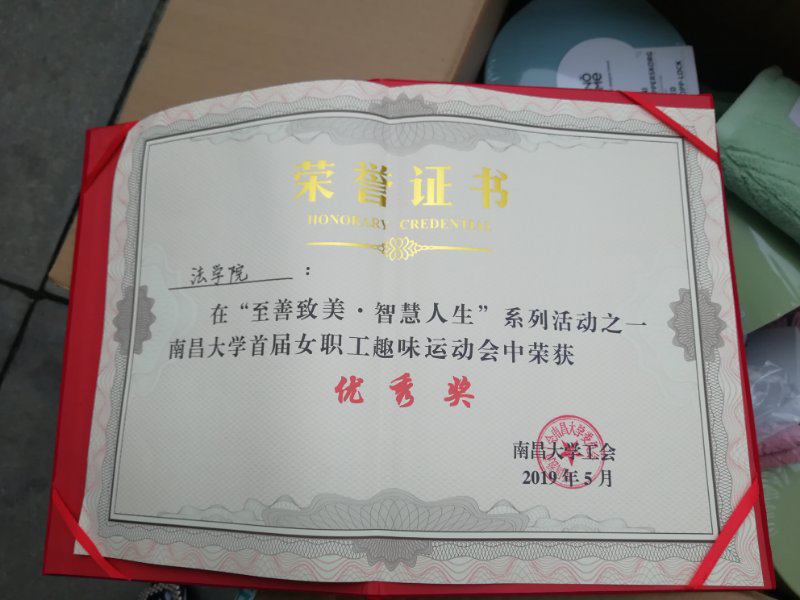 荣誉证书
HONORARY CREDENTIAL
法学院：
在“至善致美·智慧人生”系列活动之一
南昌大学首届女职工趣味运动会中荣获
优秀奖
南昌大学工会
2019年5月